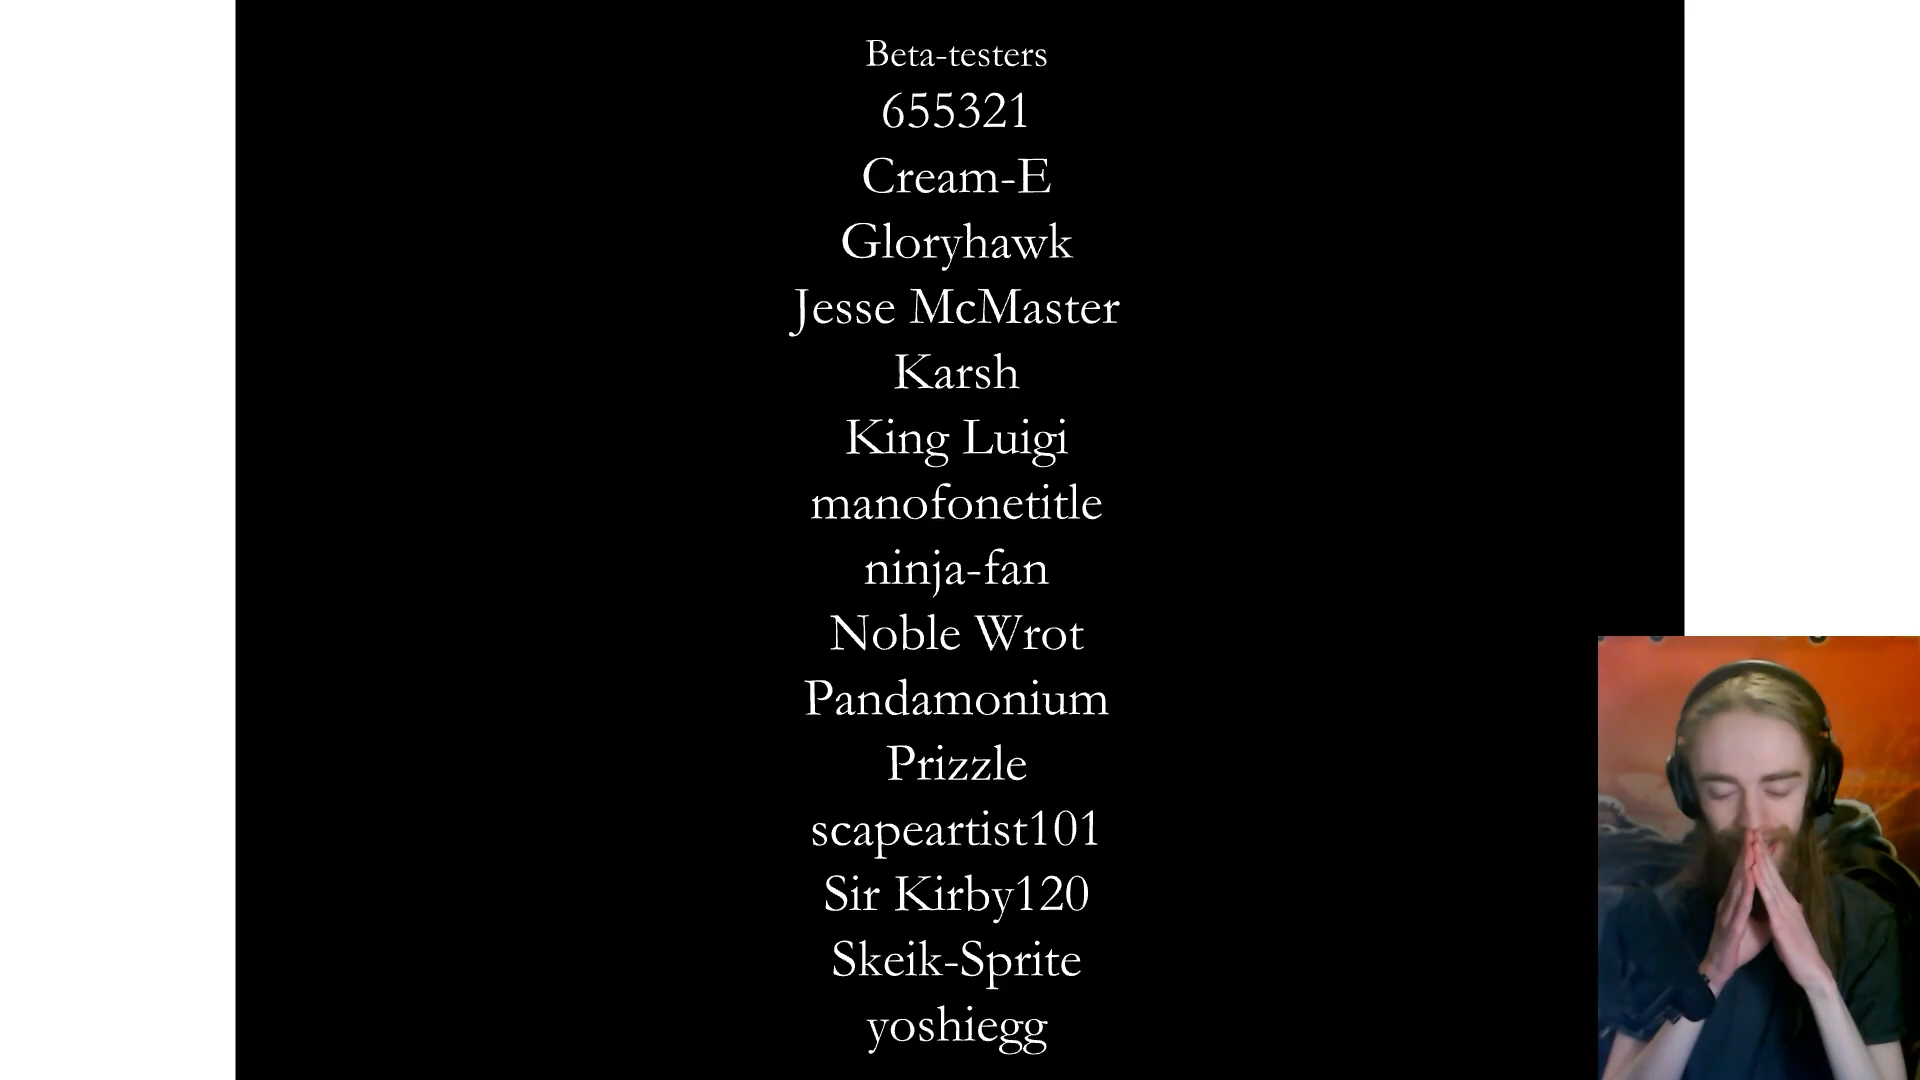 Beta-testers
655321
Cream-E
Gloryhawk
Jesse McMaster
Karsh
King Luigi
manofonetitle
ninja-fan
Noble Wrot
Pandamonium
Prizzle
scapeartist101
Sir Kirby120
Skeik-Sprite
yoshiegg